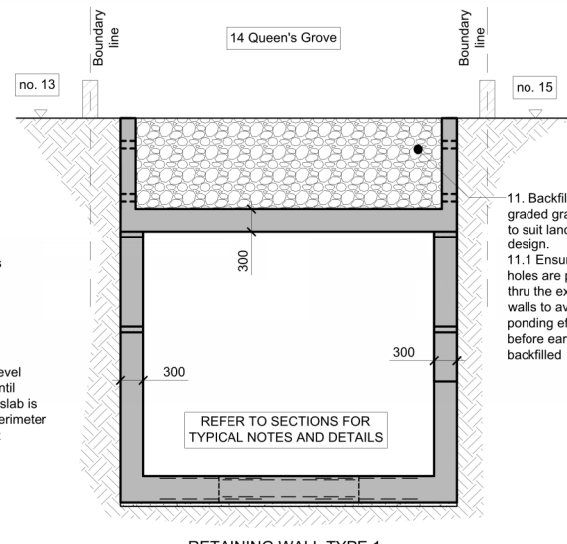 Boundary
line
14 Queen's Grove
Boundary
line
no. 13
no. 15
11. Backfil
graded gra
to suit land
design.
11.1 Ensur
holes are p
thru the ex
walls to av
ponding ef
before ear
backfilled
s
300
300
300
evel
ntil
slab is
erimeter
REFER TO SECTIONS FOR
TYPICAL NOTES AND DETAILS
RETAINING WALL TYPE 1